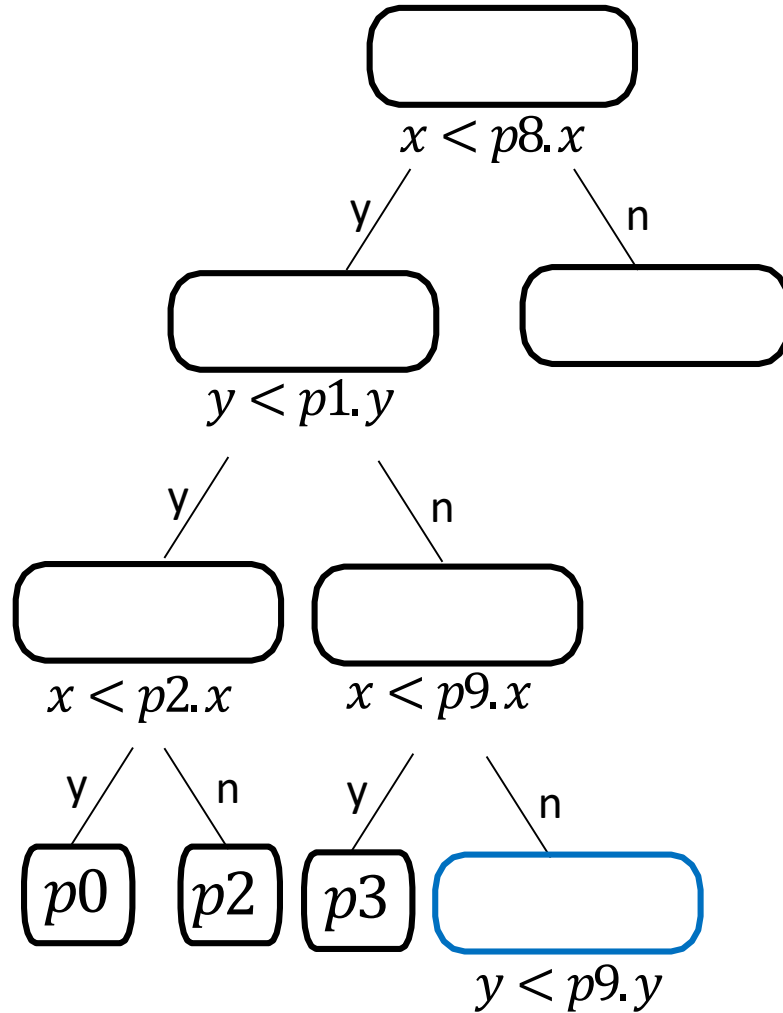 x < p8.x
y n
y < p1.y
y n
x < p2.x x < p9.x
y n y n
p0 p2 p3
y < p9.y